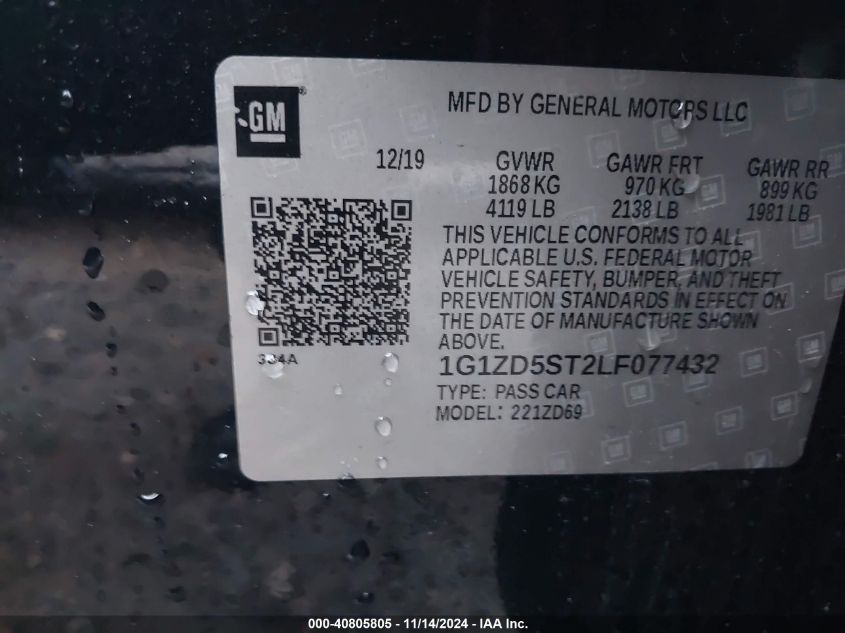 GM
MFD BY GENERAL MOTORS LLC
12/19
GVWR
1868 KG
4119 LB
GAWR FRT
970 KG
2138 LB
GAWR RR
899 KG
1981 LB
THIS VEHICLE CONFORMS TO ALL
APPLICABLE U.S. FEDERAL MOTOR
VEHICLE SAFETY, BUMPER, AND THEFT
PREVENTION STANDARDS IN EFFECT ON
THE DATE OF MANUFACTURE SHOWN
ABOVE.
1G1ZD5ST2LF077432
TYPE: PASS CAR
MODEL: 221ZD69
000-40805805 - 11/14/2024 - IAA Inc.